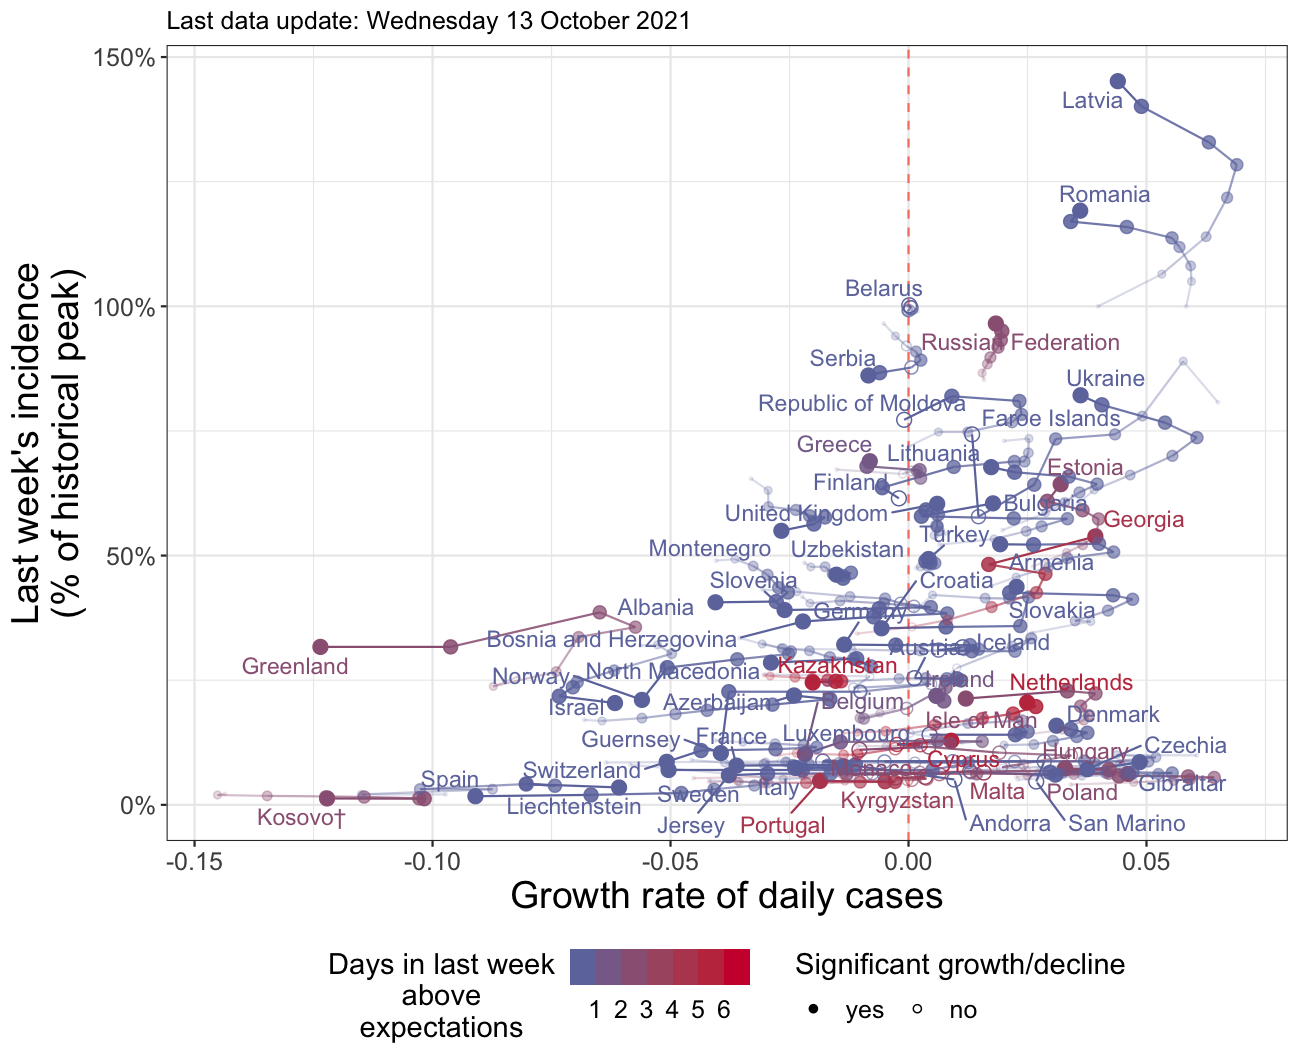 Last data update: Wednesday 13 October 2021
Last week's incidence
(% of historical peak)
150%
100%
50%
0%
Latvia
Romania
Belarus
Russian Federation
Serbia
Ukraine
Republic of Moldova
Faroe Islands
Greece
Lithuania
Estonia
Finland
Bulgaria
United Kingdom
Georgia
Turkey
Montenegro
Uzbekistan
Armenia
Slovenia
Croatia
Albania
Germany
Slovakia
Bosnia and Herzegovina
Austria
Iceland
Greenland
Kazakhstan
Norway
North Macedonia
Ireland
Netherlands
Israel
Azerbaijan
Belgium
Isle of Man
Denmark
Guernsey
France
Luxembourg
Hungary
Czechia
Switzerland
Monaco
Cyprus
Spain
Sweden
Italy
Malta
Poland
Gibraltar
Liechtenstein
Kyrgyzstan
Kosovo†
Jersey
Portugal
Andorra
San Marino
-0.15
-0.10
-0.05
0.00
0.05
Growth rate of daily cases
Days in last week
above
expectations
1 2 3 4 5 6
Significant growth/decline
yes
no